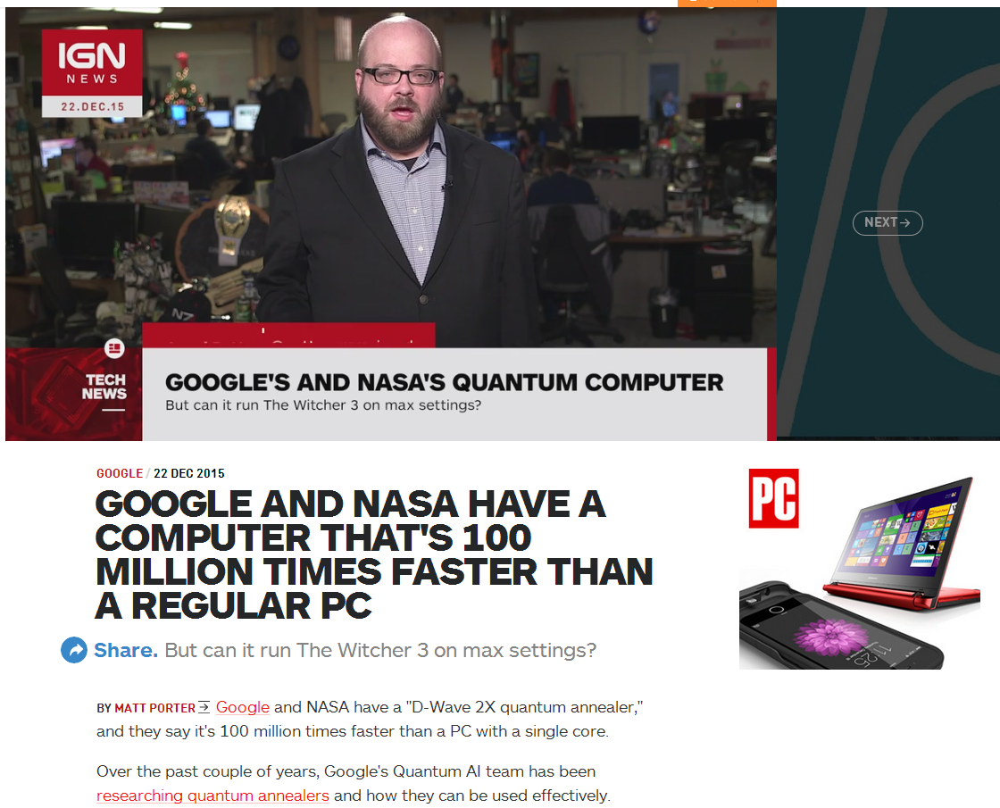 IGN
NEWS
22.DEC.15
NEXT→
N7
TECH
NEWS
GOOGLE'S AND NASA'S QUANTUM COMPUTER
But can it run The Witcher 3 on max settings?
GOOGLE / 22 DEC 2015
GOOGLE AND NASA HAVE A
COMPUTER THAT'S 100
MILLION TIMES FASTER THAN
A REGULAR PC
Share. But can it run The Witcher 3 on max settings?
PC
11:25
BY MATT PORTER Google and NASA have a "D-Wave 2X quantum annealer,"
and they say it's 100 million times faster than a PC with a single core.
Over the past couple of years, Google's Quantum AI team has been
researching quantum annealers and how they can be used effectively.